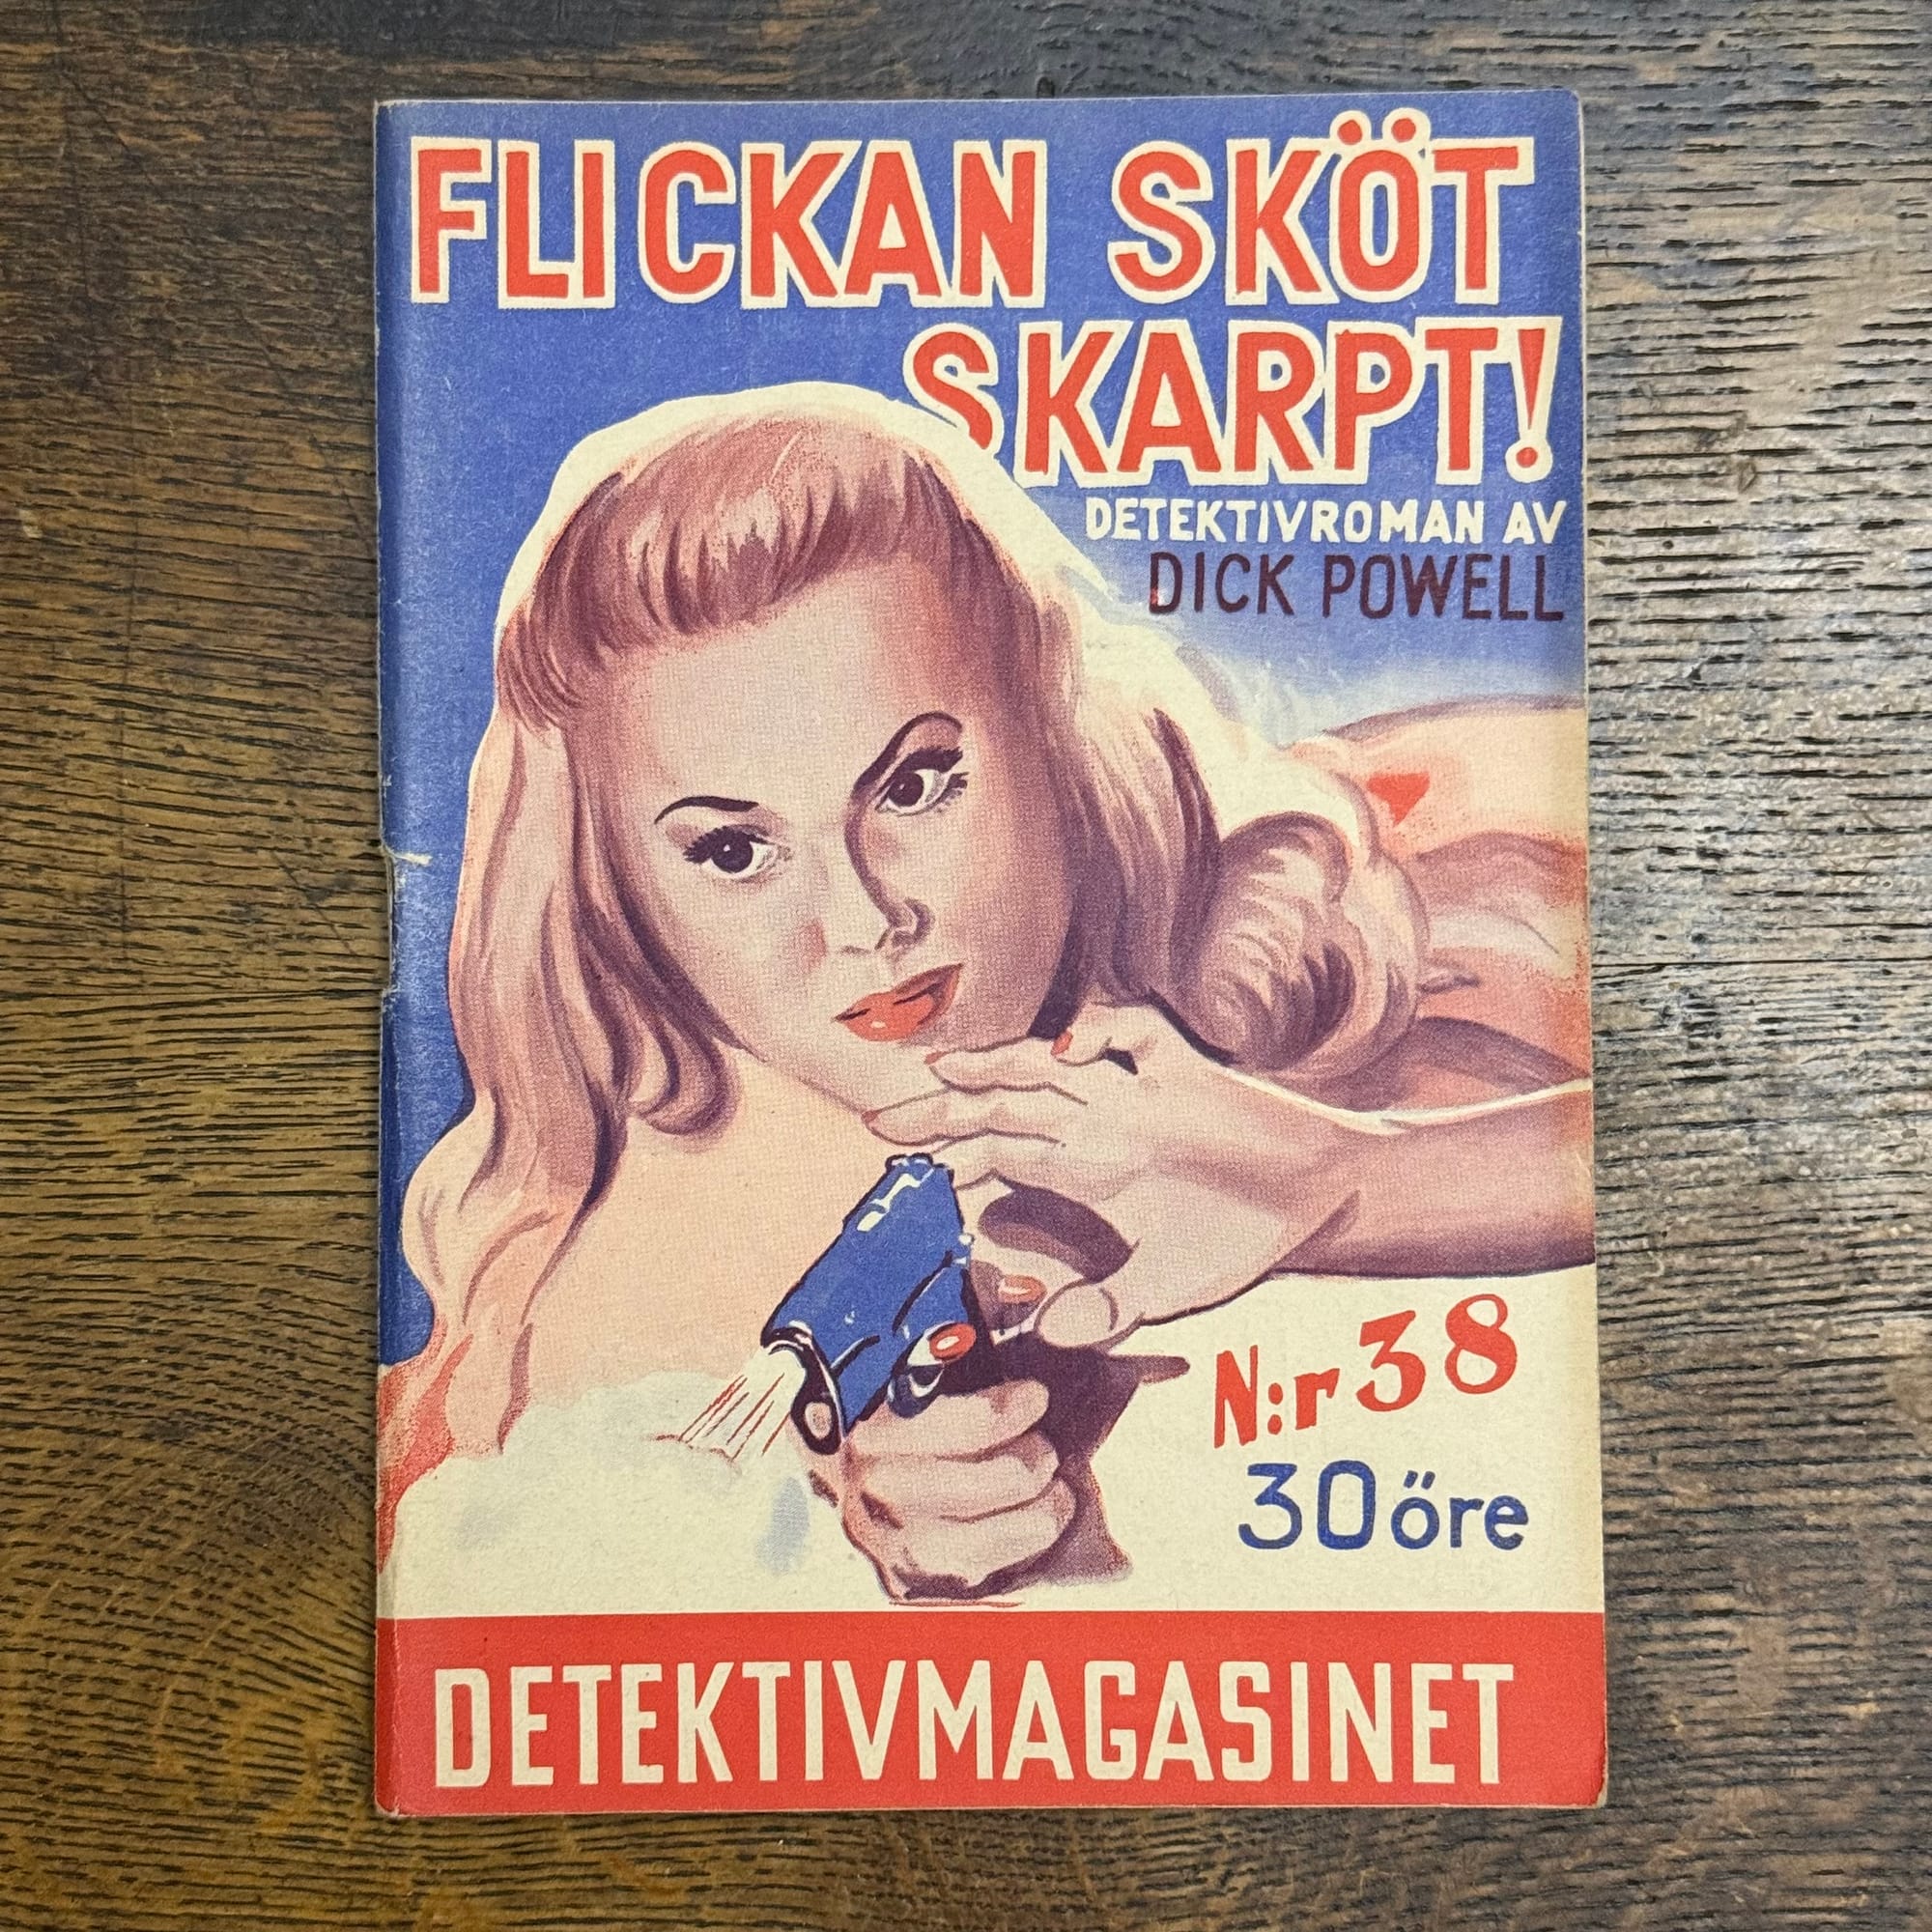 FLICKAN SKÖT
SKARPT!
DETEKTIVROMAN AV
DICK POWELL
N:r 38
30 öre
DETEKTIVMAGASINET